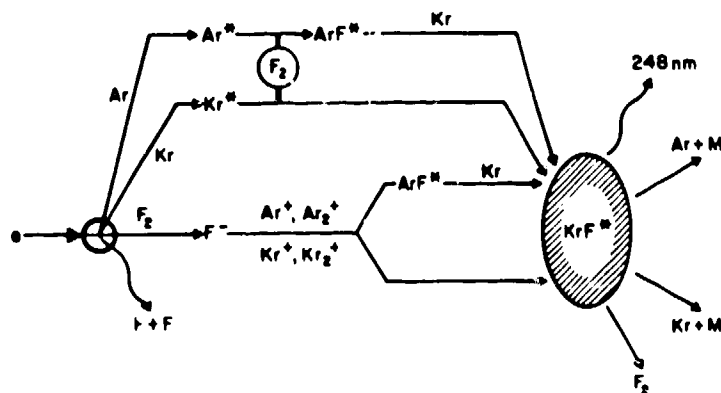 Ar* ArF* Kr
F₂
248 nm
Ar
Kr*
Kr
Ar + M
ArF* Kr
e F₂ F⁻ Ar⁺, Ar₂⁺
Kr⁺, Kr₂⁺
KrF*
+ F
Kr + M
F₂